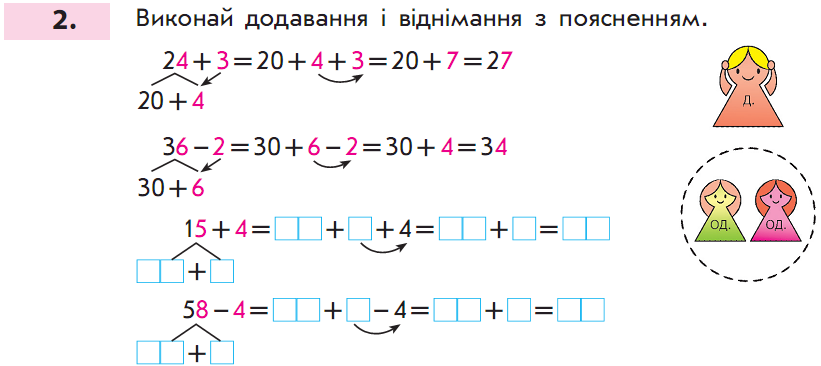 2. Виконай додавання і віднімання з поясненням.
24+3=20+4+3=20+7=27
20+4
д.
36-2=30+6-2=30+4=34
30+6
од. од.
15+4=□□+□+4=□□+□=□□
□□+□
58-4=□□+□-4=□□+□=□□
□□+□